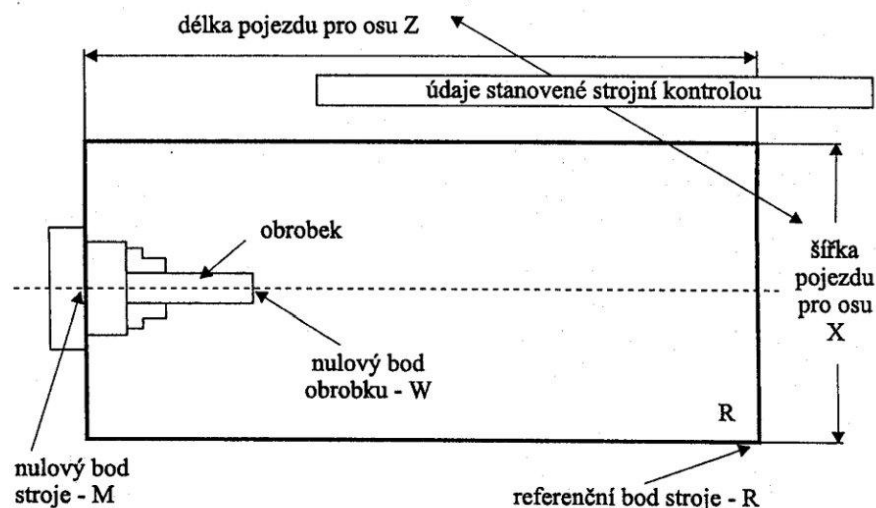 délka pojezdu pro osu Z
údaje stanovené strojní kontrolou
obrobek
šířka
pojezdu
pro osu
X
nulový bod
obrobku - W
R
nulový bod
stroje - M
referenční bod stroje - R